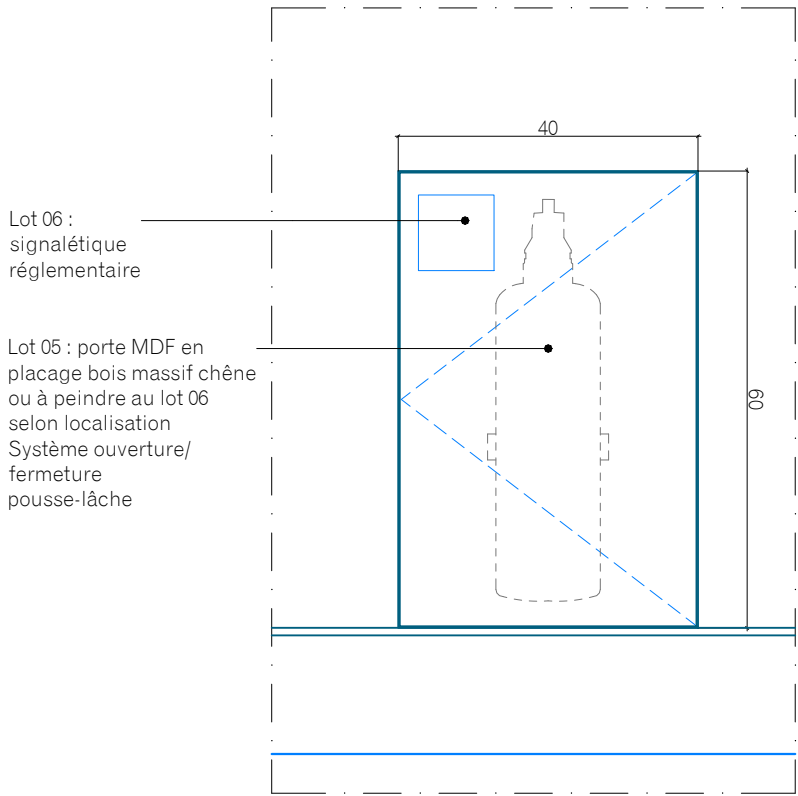 40
Lot 06 :
signalétique
réglementaire
Lot 05 : porte MDF en
placage bois massif chêne
ou à peindre au lot 06
selon localisation
Système ouverture/
fermeture
pousse-lâche
60